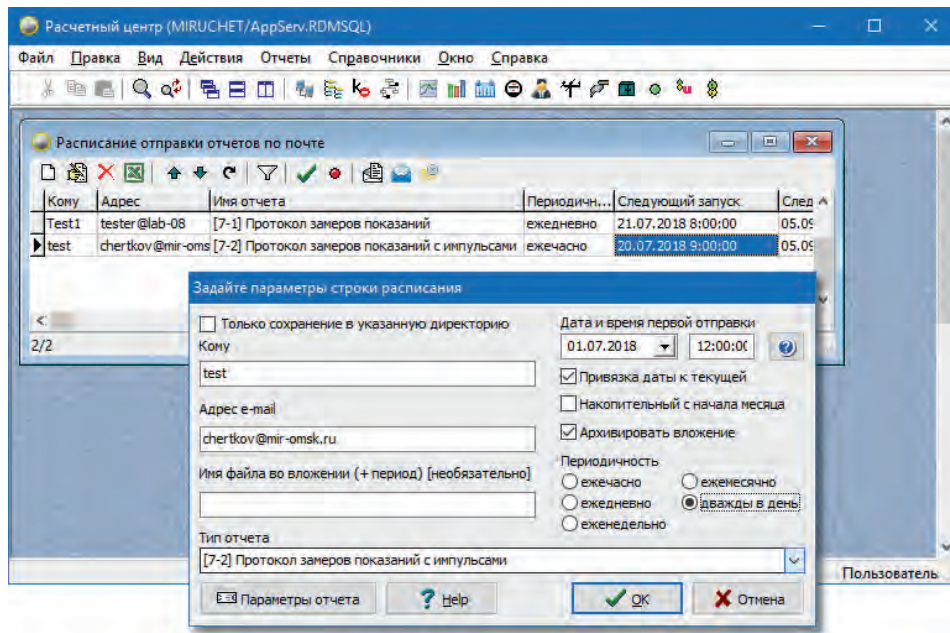 Расчетный центр (MIRUCHET/AppServ.RDMSQL)
Файл Правка Вид Действия Отчеты Справочники Окно Справка
Расписание отправки отчетов по почте
Кому Адрес Имя отчета Периодичн... Следующий запуск След
Test1 tester@lab-08 [7-1] Протокол замеров показаний ежедневно 21.07.2018 8:00:00 05.09
test chertkov@mir-oms [7-2] Протокол замеров показаний с импульсами ежечасно 20.07.2018 9:00:00 05.09
2/2
Задайте параметры строки расписания
Только сохранение в указанную директорию
Дата и время первой отправки
Кому
01.07.2018 12:00:00
test
Привязка даты к текущей
Накопительный с начала месяца
Адрес e-mail
Архивировать вложение
chertkov@mir-omsk.ru
Периодичность
Имя файла во вложении (+ период) [необязательно]
ежечасно ежемесячно
ежедневно дважды в день
еженедельно
Тип отчета
[7-2] Протокол замеров показаний с импульсами
Параметры отчета Help OK Отмена
Пользователь